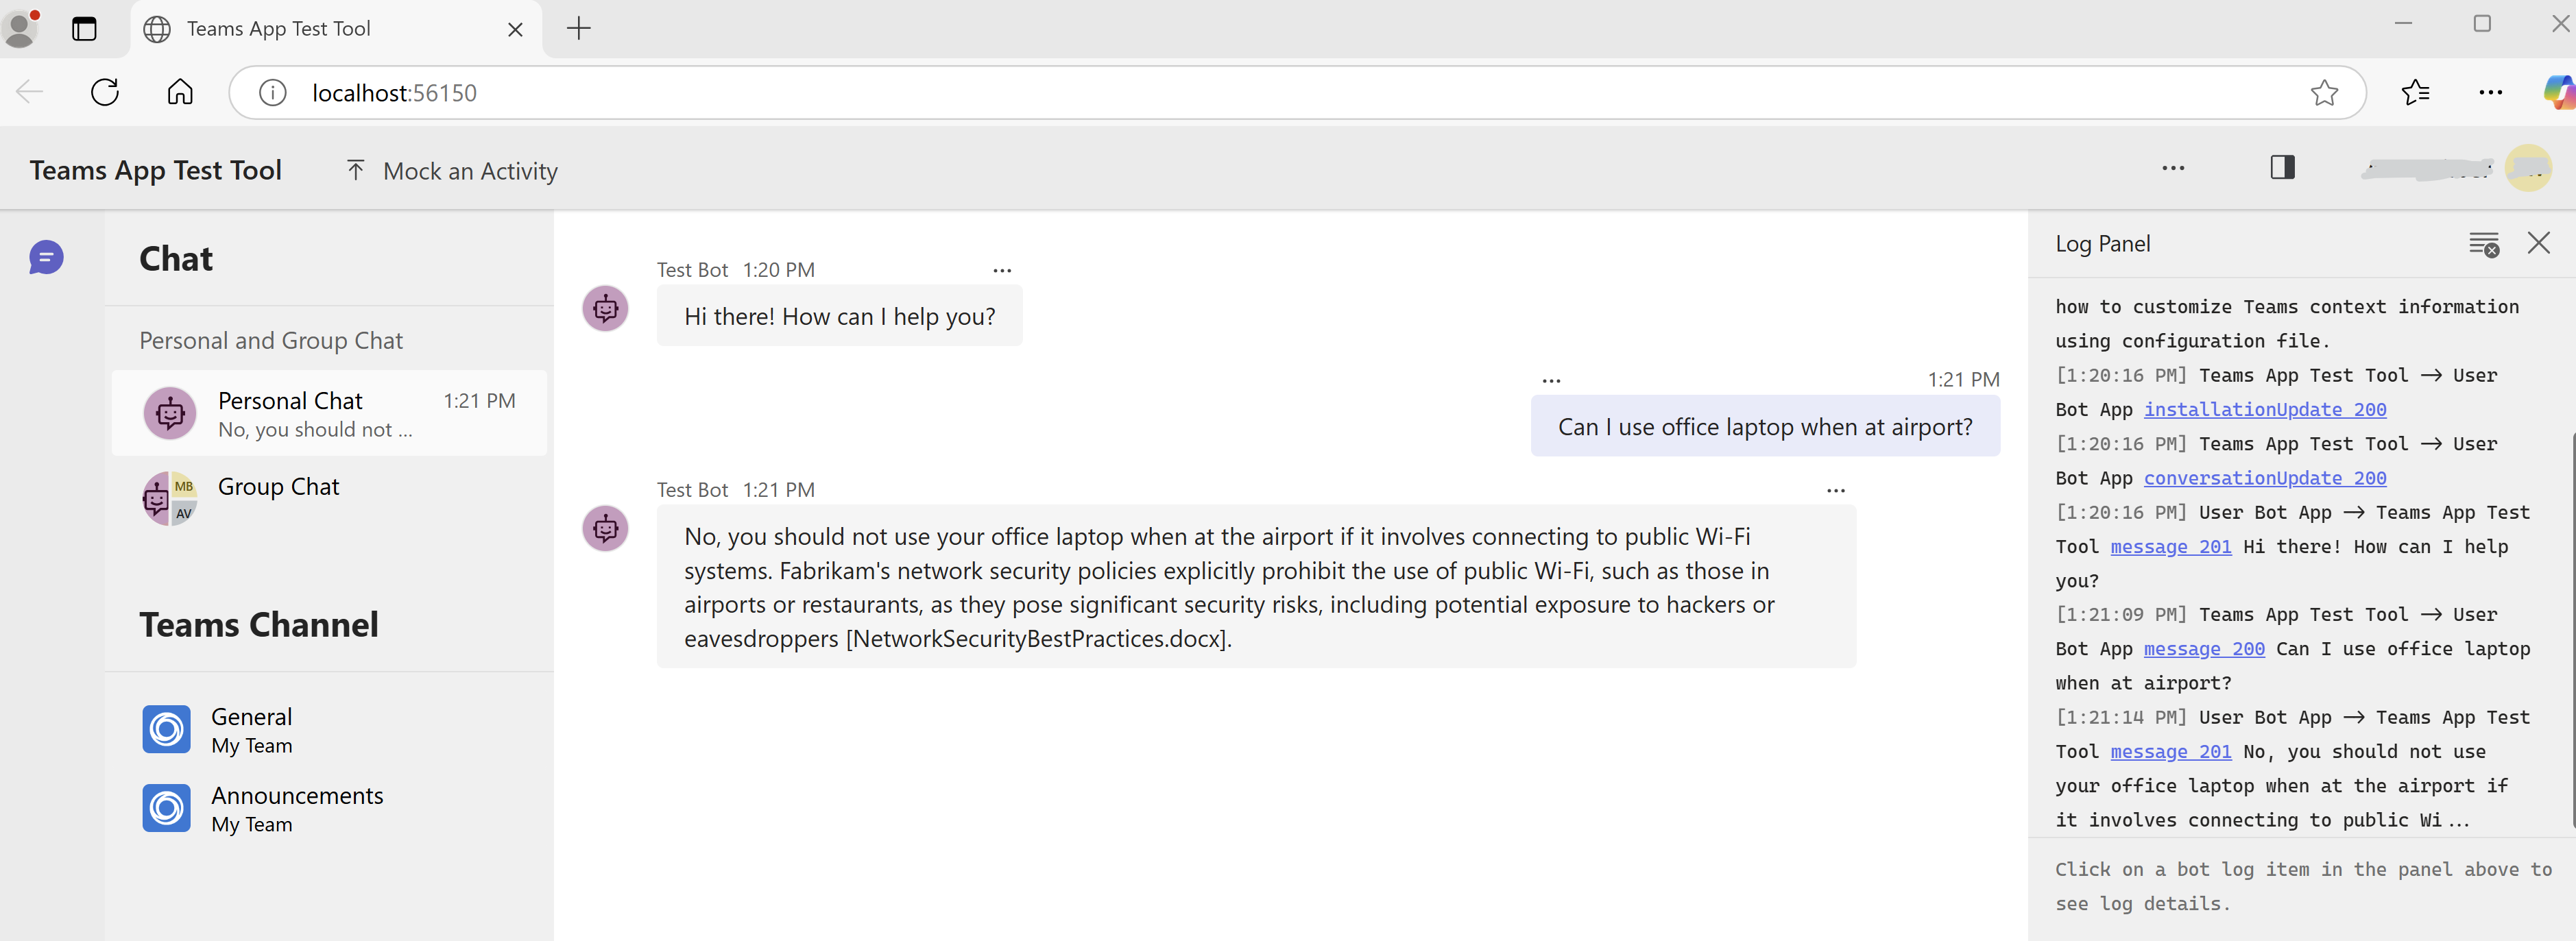 Teams App Test Tool
localhost:56150
Teams App Test Tool
Mock an Activity
Chat
Personal and Group Chat
Personal Chat 1:21 PM
No, you should not ...
MB
AV
Group Chat
Teams Channel
General
My Team
Announcements
My Team
Test Bot 1:20 PM
Hi there! How can I help you?
1:21 PM
Can I use office laptop when at airport?
Test Bot 1:21 PM
No, you should not use your office laptop when at the airport if it involves connecting to public Wi-Fi
systems. Fabrikam's network security policies explicitly prohibit the use of public Wi-Fi, such as those in
airports or restaurants, as they pose significant security risks, including potential exposure to hackers or
eavesdroppers [NetworkSecurityBestPractices.docx].
Log Panel
how to customize Teams context information
using configuration file.
[1:20:16 PM] Teams App Test Tool → User
Bot App installationUpdate 200
[1:20:16 PM] Teams App Test Tool → User
Bot App conversationUpdate 200
[1:20:16 PM] User Bot App → Teams App Test
Tool message 201 Hi there! How can I help
you?
[1:21:09 PM] Teams App Test Tool → User
Bot App message 200 Can I use office laptop
when at airport?
[1:21:14 PM] User Bot App → Teams App Test
Tool message 201 No, you should not use
your office laptop when at the airport if
it involves connecting to public Wi...
Click on a bot log item in the panel above to
see log details.